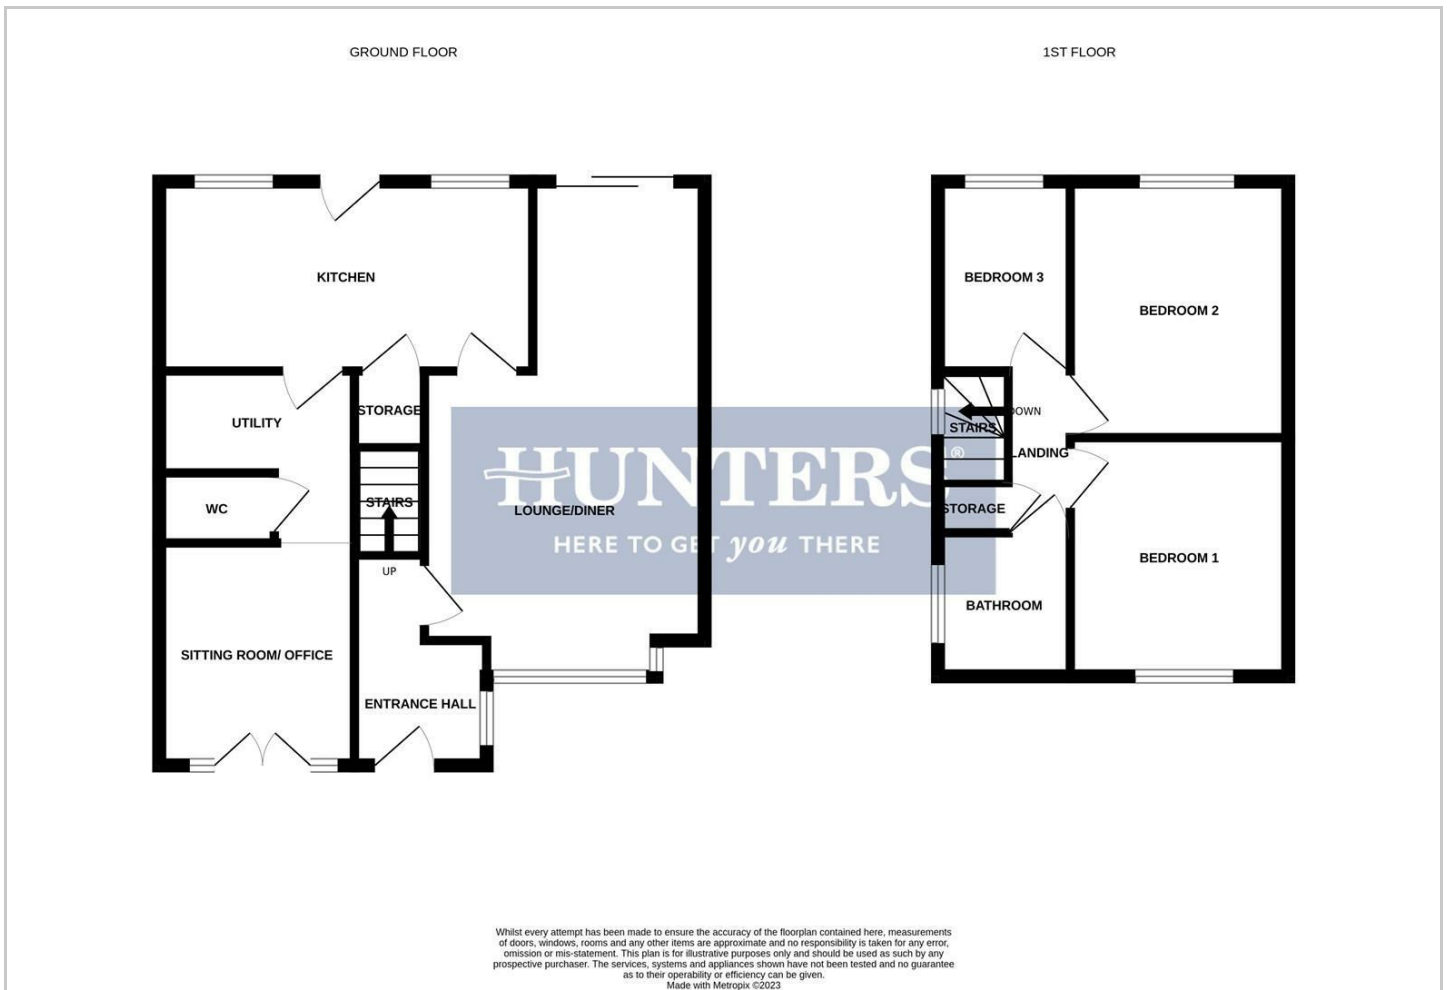 GROUND FLOOR
1ST FLOOR
KITCHEN
BEDROOM 3
BEDROOM 2
STORAGE
UTILITY
DOWN
STAIRS
LANDING
HUNTERS®
STAIRS
WC
LOUNGE/DINER
STORAGE
HERE TO GET you THERE
BEDROOM 1
UP
BATHROOM
SITTING ROOM/ OFFICE
ENTRANCE HALL
Whilst every attempt has been made to ensure the accuracy of the floorplan contained here, measurements
of doors, windows, rooms and any other items are approximate and no responsibility is taken for any error,
omission or mis-statement. This plan is for illustrative purposes only and should be used as such by any
prospective purchaser. The services, systems and appliances shown have not been tested and no guarantee
as to their operability or efficiency can be given.
Made with Metropix ©2023